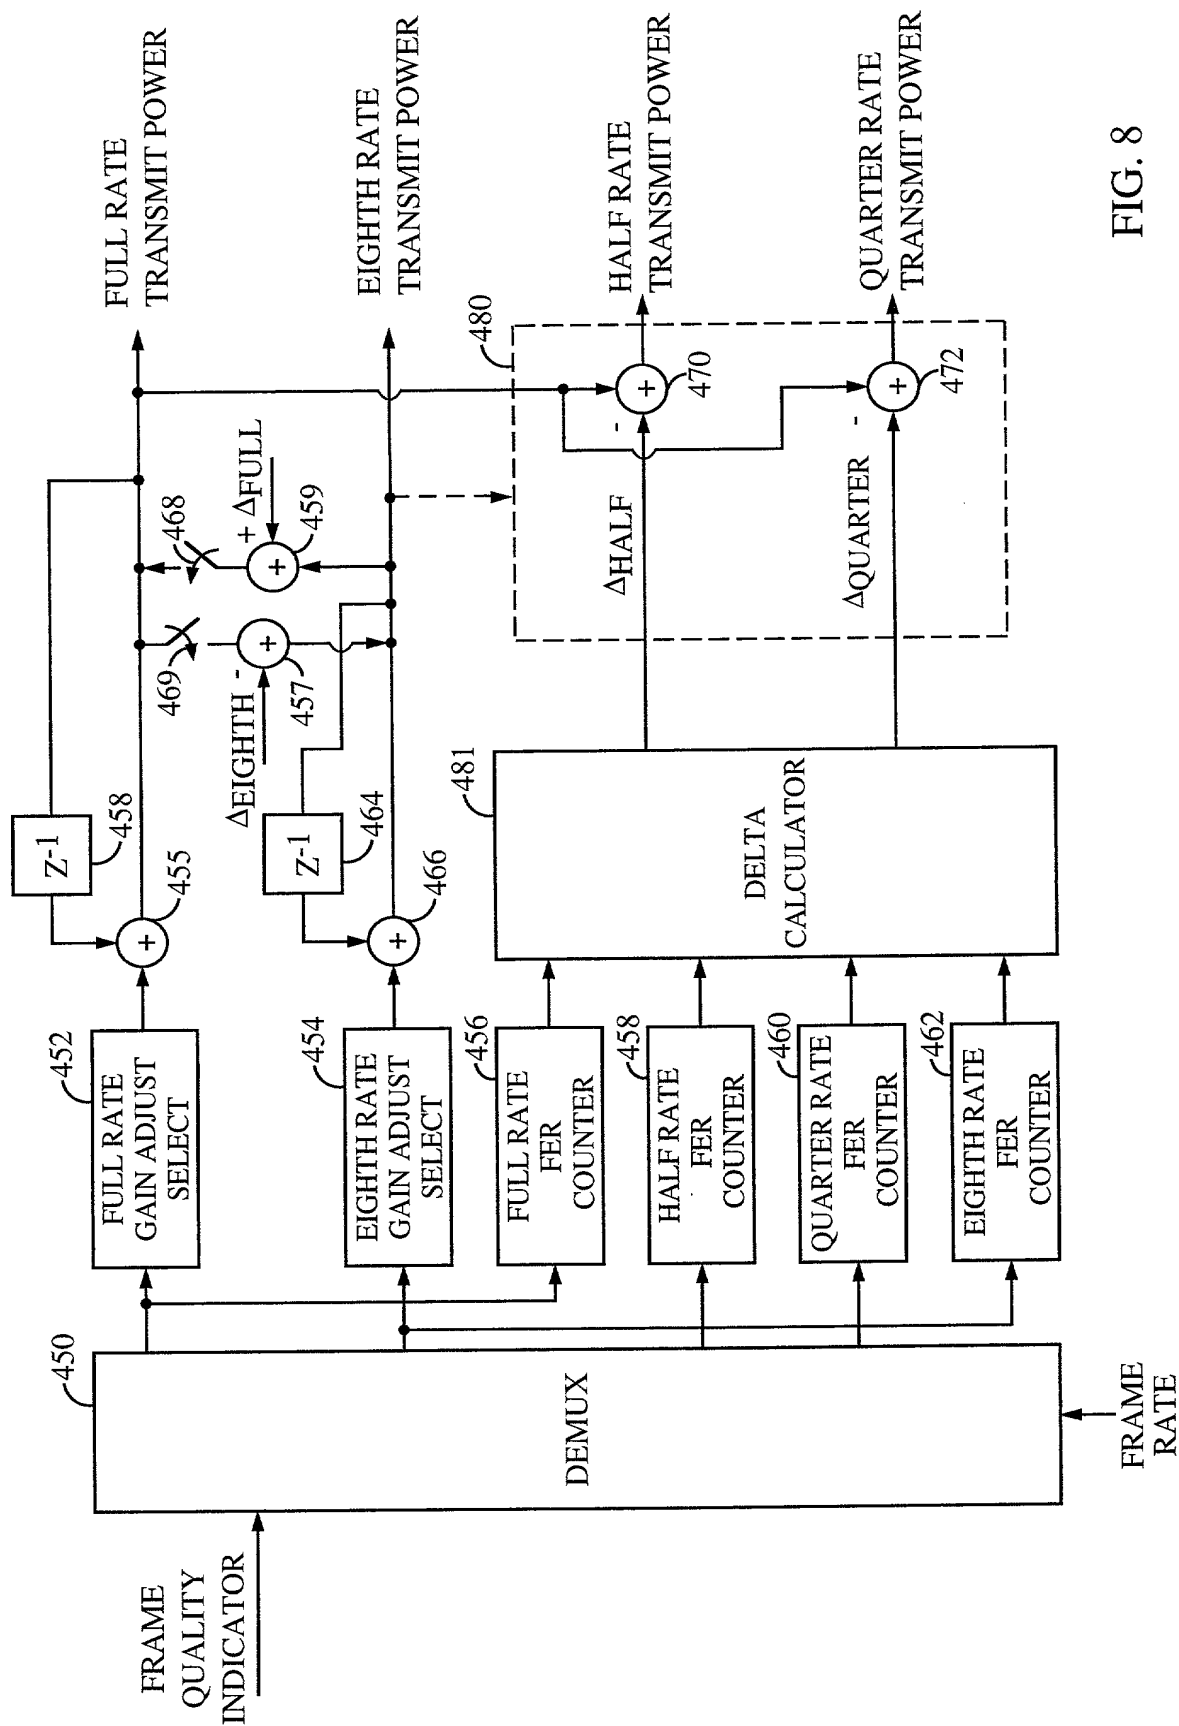 FRAME
QUALITY
INDICATOR
FRAME
RATE
450
DEMUX
452
FULL RATE
GAIN ADJUST
SELECT
454
EIGHTH RATE
GAIN ADJUST
SELECT
456
FULL RATE
FER
COUNTER
458
HALF RATE
FER
COUNTER
460
QUARTER RATE
FER
COUNTER
462
EIGHTH RATE
FER
COUNTER
+
455
Z-1
458
+
466
Z-1
464
481
DELTA
CALCULATOR
469
ΔEIGHTH
-
+
457
468
+ ΔFULL
+
459
480
ΔHALF
-
+
470
ΔQUARTER
-
+
472
FULL RATE
TRANSMIT POWER
EIGHTH RATE
TRANSMIT POWER
HALF RATE
TRANSMIT POWER
QUARTER RATE
TRANSMIT POWER
FIG. 8